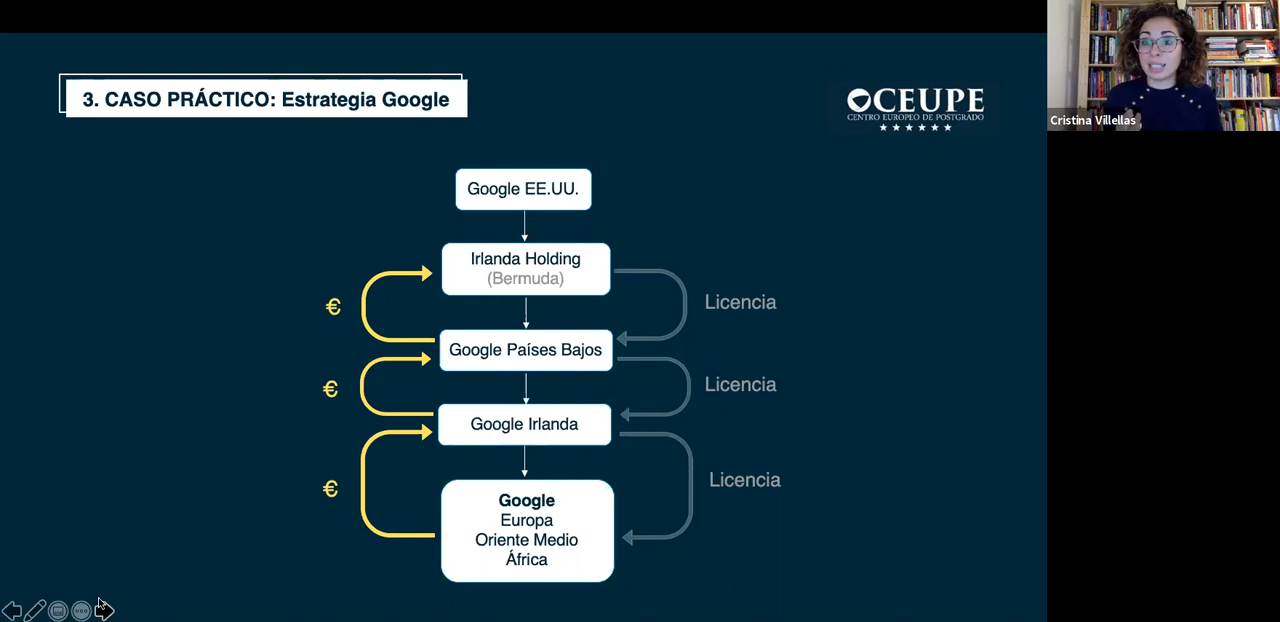 3. CASO PRÁCTICO: Estrategia Google
CEUPE
CENTRO EUROPEO DE POSTGRADO
Cristina Villellas
Google EE.UU.
Irlanda Holding
(Bermuda)
€
Licencia
Google Países Bajos
€
Licencia
Google Irlanda
€
Licencia
Google
Europa
Oriente Medio
África